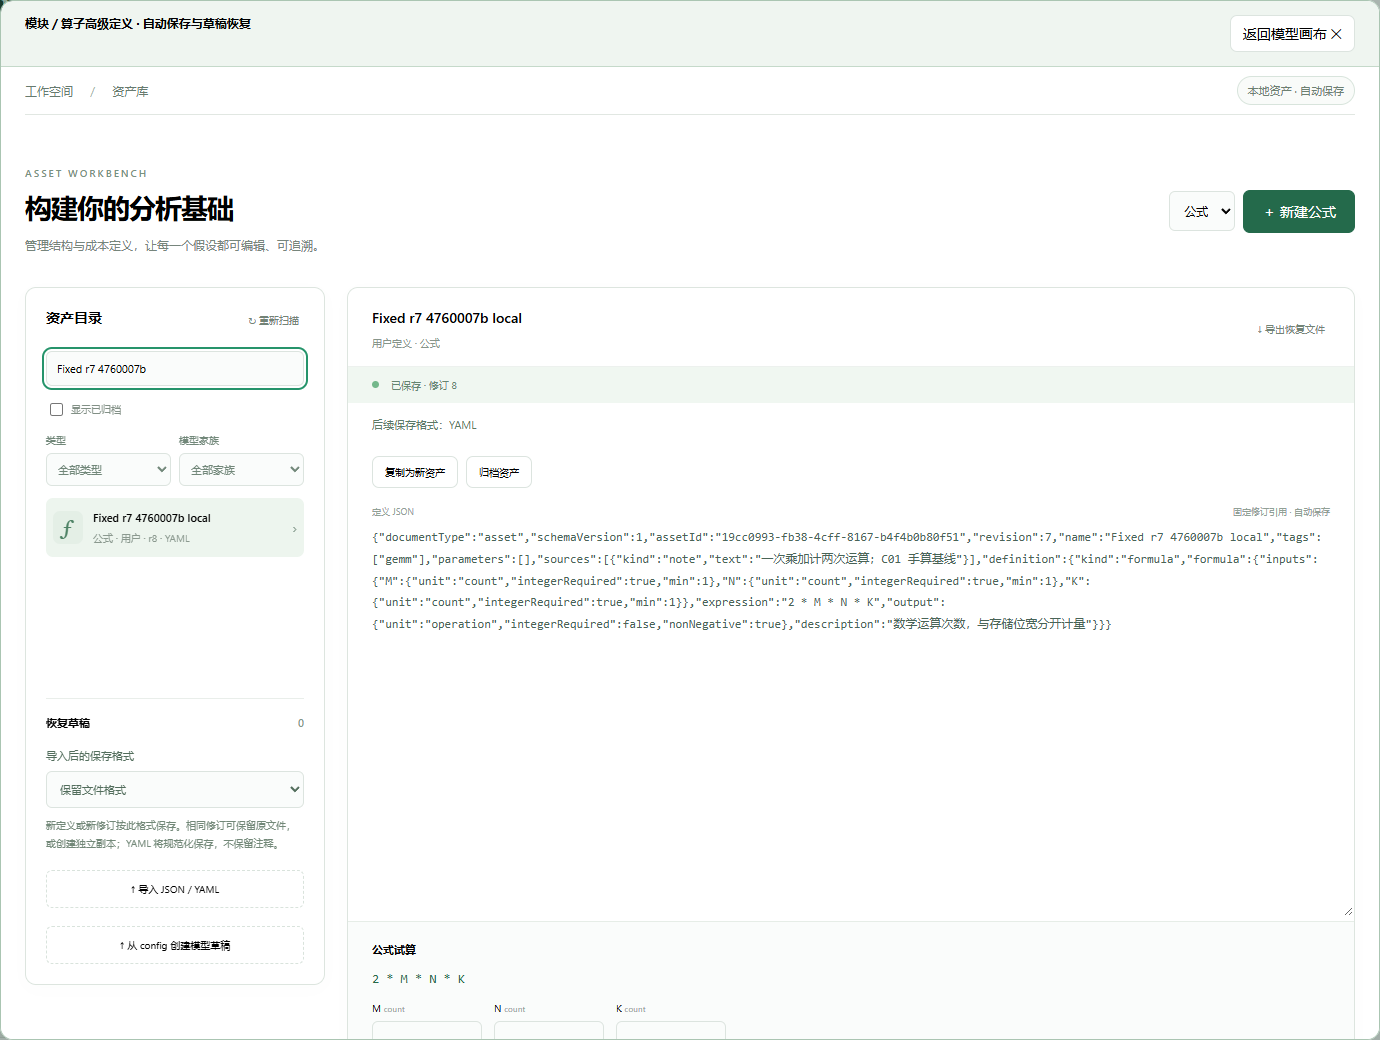 模块 / 算子高级定义 · 自动保存与草稿恢复
返回模型画布 ×
工作空间 / 资产库
本地资产 · 自动保存
ASSET WORKBENCH
构建你的分析基础
管理结构与成本定义，让每一个假设都可编辑、可追溯。
公式
+ 新建公式
资产目录
↻ 重新扫描
Fixed r7 4760007b
显示已归档
类型
模型家族
全部类型
全部家族
f
Fixed r7 4760007b local
公式 · 用户 · r8 · YAML
›
恢复草稿
0
导入后的保存格式
保留文件格式
新定义或新修订按此格式保存。相同修订可保留原文件，
或创建独立副本；YAML 将规范化保存，不保留注释。
↑ 导入 JSON / YAML
↑ 从 config 创建模型草稿
Fixed r7 4760007b local
用户定义 · 公式
↓ 导出恢复文件
已保存 · 修订 8
后续保存格式：YAML
复制为新资产
归档资产
定义 JSON
固定修订引用 · 自动保存
{"documentType":"asset","schemaVersion":1,"assetId":"19cc0993-fb38-4cff-8167-b4f4b0b80f51","revision":7,"name":"Fixed r7 4760007b local","tags":
["gemm"],"parameters":[],"sources":[{"kind":"note","text":"一次乘加计两次运算；C01 手算基线"}],"definition":{"kind":"formula","formula":{"inputs":
{"M":{"unit":"count","integerRequired":true,"min":1},"N":{"unit":"count","integerRequired":true,"min":1},"K":
{"unit":"count","integerRequired":true,"min":1}},"expression":"2 * M * N * K","output":
{"unit":"operation","integerRequired":false,"nonNegative":true},"description":"数学运算次数，与存储位宽分开计量"}}}
公式试算
2 * M * N * K
M count
N count
K count